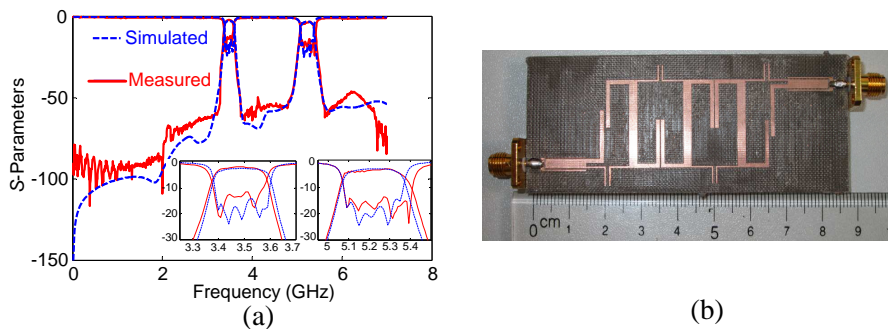 S-Parameters
0
-50
-100
-150
Simulated
Measured
0
-10
-20
-30
3.3 3.4 3.5 3.6 3.7
0
-10
-20
-30
5 5.1 5.2 5.3 5.4
0 2 4 6 8
Frequency (GHz)
(a)
0 cm 1 2 3 4 5 6 7 8 9
(b)